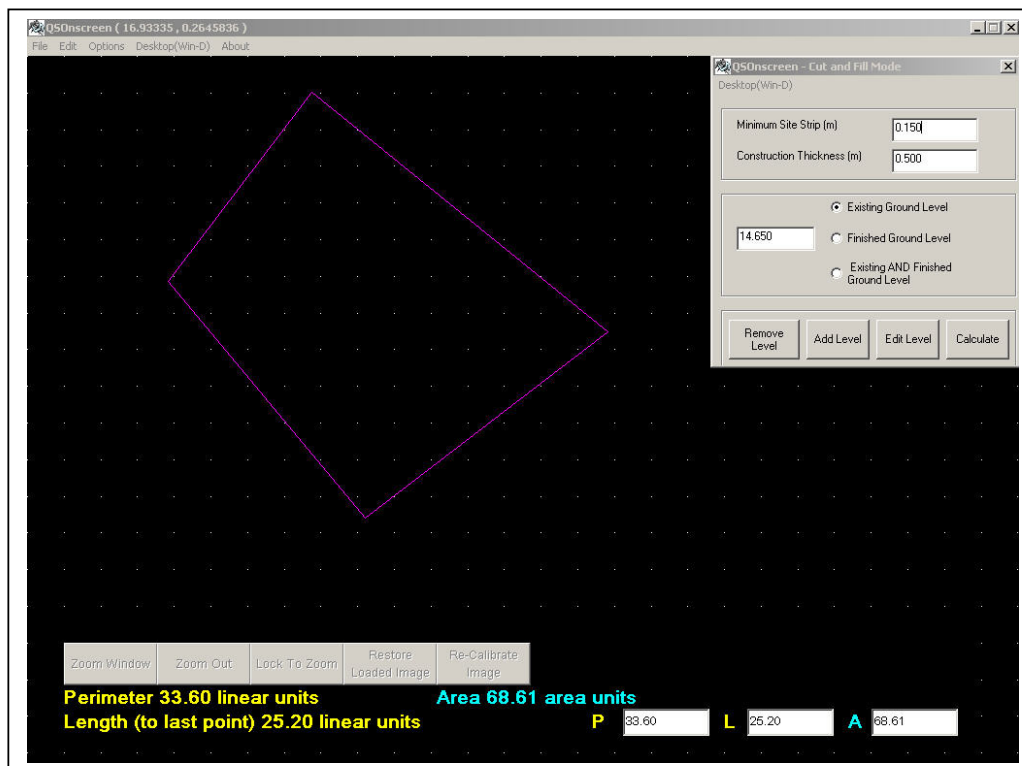 QSOnscreen ( 16.93335 , 0.2645836 )
File Edit Options Desktop(Win-D) About
QSOnscreen - Cut and Fill Mode
Desktop(Win-D)
Minimum Site Strip (m) 0.150
Construction Thickness (m) 0.500
Existing Ground Level
14.650 Finished Ground Level
Existing AND Finished
Ground Level
Remove
Level
Add Level
Edit Level
Calculate
Zoom Window
Zoom Out
Lock To Zoom
Restore
Loaded Image
Re-Calibrate
Image
Perimeter 33.60 linear units
Area 68.61 area units
Length (to last point) 25.20 linear units
P 33.60 L 25.20 A 68.61